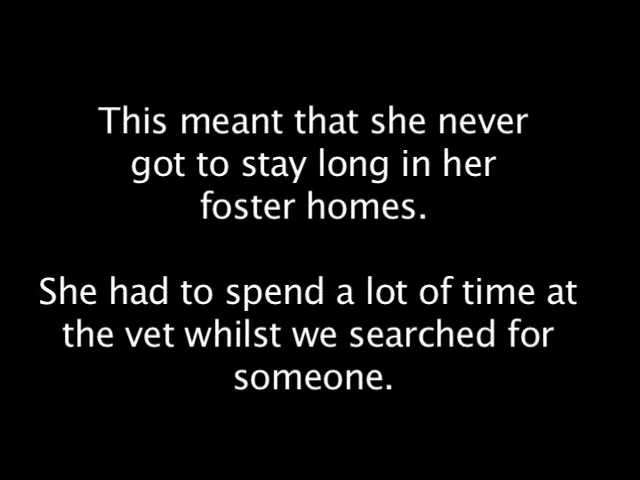 This meant that she never
got to stay long in her
foster homes.
She had to spend a lot of time at
the vet whilst we searched for
someone.